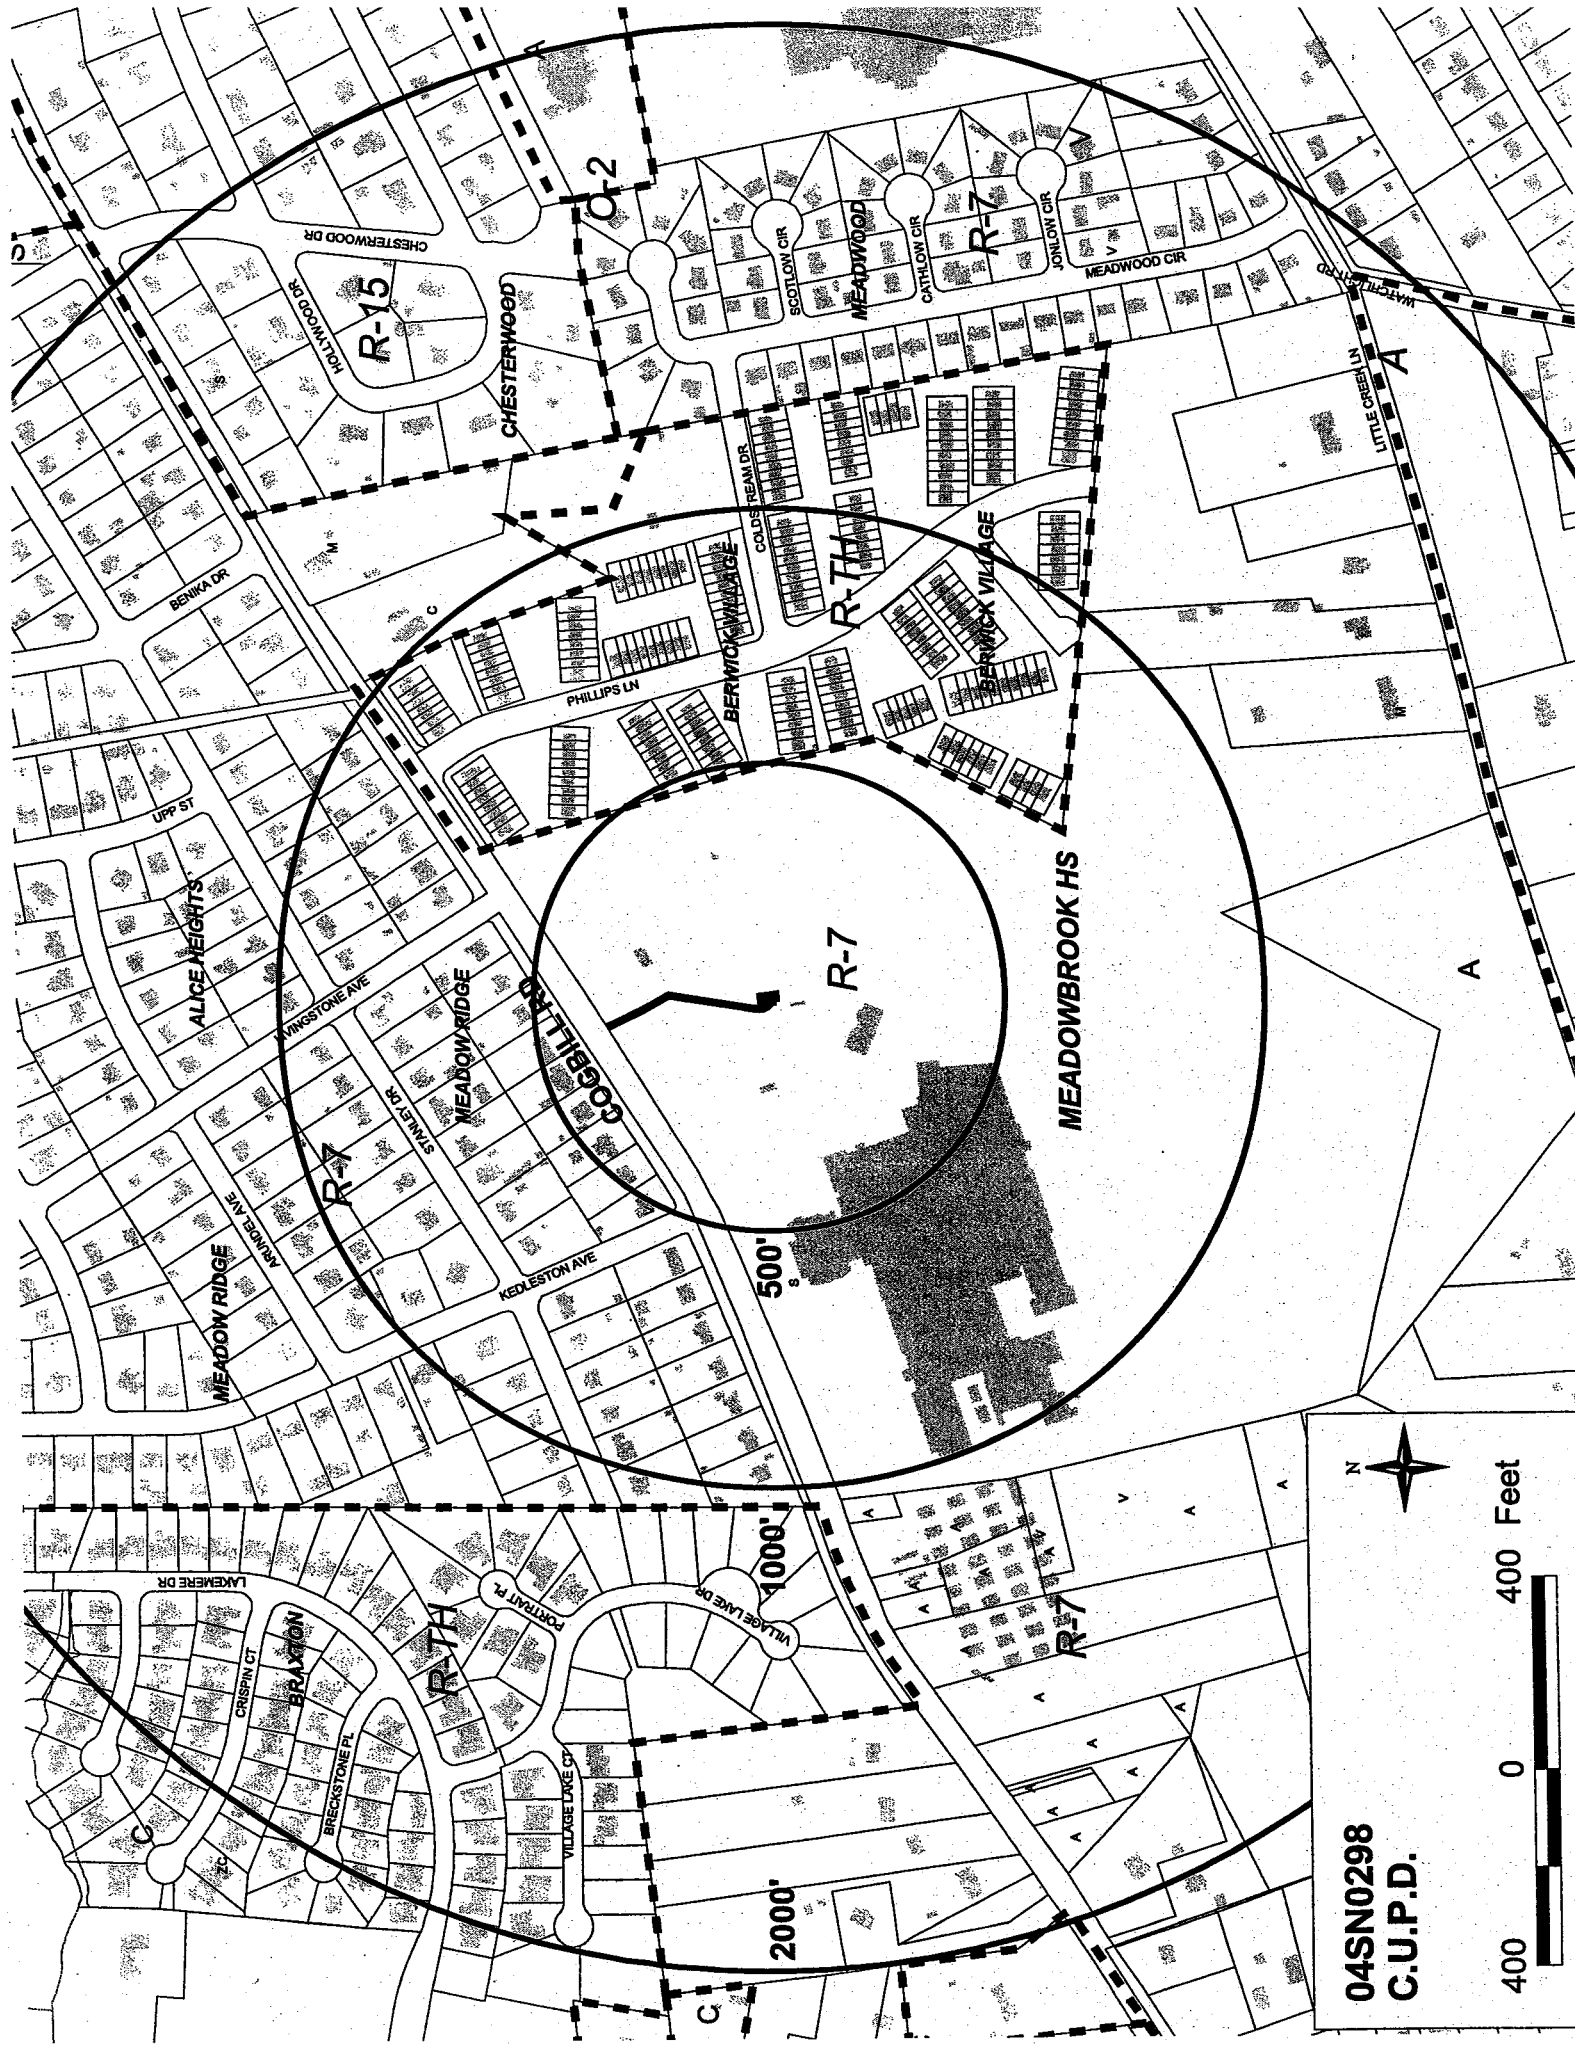 S
CHESTERWOOD DR
HOLLYWOOD DR
R-15
S
CHESTERWOOD
A
O-2
SCOTLOW CIR
MEADWOOD
CATHLOW CIR
R-7
JONLOW CIR
V
V
MEADWOOD CIR
LITTLE CREEK LN
A
BENIKA DR
M
C
COLDSTREAM DR
R-TH
BERWICK VILLAGE
BERWICK VILLAGE
PHILLIPS LN
M
UPP ST
ALICE HEIGHTS
LIVINGSTONE AVE
MEADOW RIDGE
STANLEY DR
COGBILL RD
R-7
MEADOWBROOK HS
A
R-7
ARUNDEL AVE
MEADOW RIDGE
KEDLESTON AVE
500'
S
1000'
LAKEMERE DR
PORTRAIT PL
VILLAGE LAKE DR
R-TH
BRAXTON
CRISPIN CT
BRECKSTONE PL
VILLAGE LAKE CT
C
ZC
2000'
C
A
A
A
A
A
A
V
A
A
R-7
A
A
A
A
A
A
A
A
N
04SN0298
C.U.P.D.
400 0 400 Feet